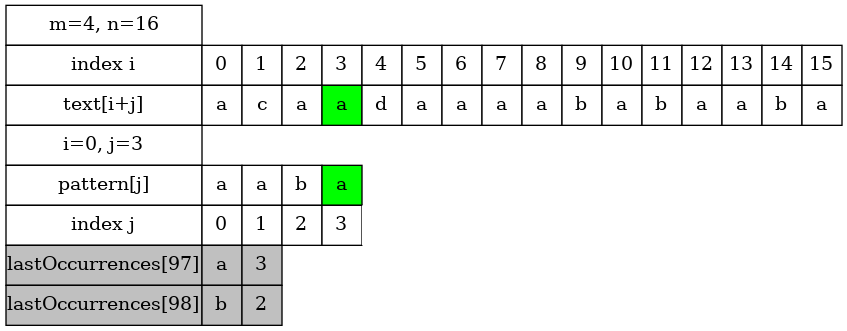 m=4, n=16
index i 0 1 2 3 4 5 6 7 8 9 10 11 12 13 14 15
text[i+j] a c a a d a a a a b a b a a b a
i=0, j=3
pattern[j] a a b a
index j 0 1 2 3
lastOccurrences[97] a 3
lastOccurrences[98] b 2